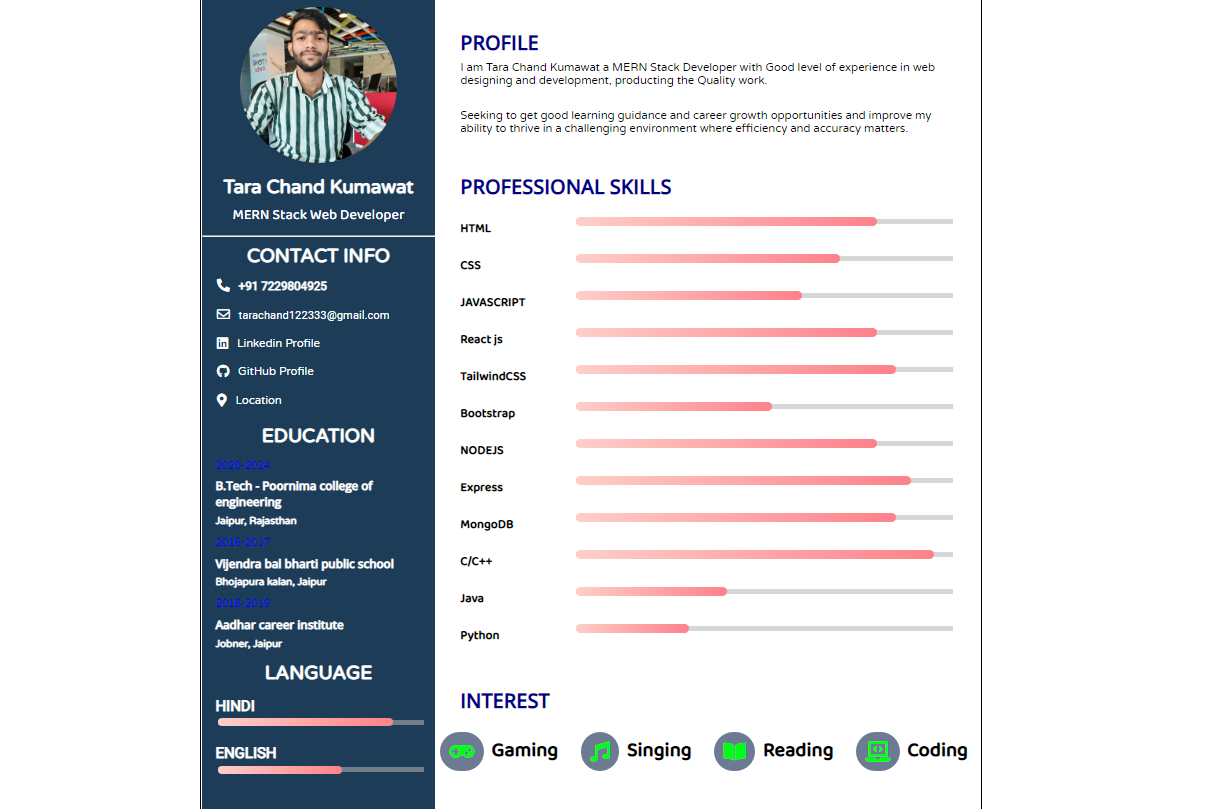 Tara Chand Kumawat
MERN Stack Web Developer
CONTACT INFO
+91 7229804925
tarachand122333@gmail.com
Linkedin Profile
GitHub Profile
Location
EDUCATION
2020-2024
B.Tech - Poornima college of
engineering
Jaipur, Rajasthan
2016-2017
Vijendra bal bharti public school
Bhojapura kalan, Jaipur
2018-2019
Aadhar career institute
Jobner, Jaipur
LANGUAGE
HINDI
ENGLISH
PROFILE
I am Tara Chand Kumawat a MERN Stack Developer with Good level of experience in web
designing and development, producting the Quality work.
Seeking to get good learning guidance and career growth opportunities and improve my
ability to thrive in a challenging environment where efficiency and accuracy matters.
PROFESSIONAL SKILLS
HTML
CSS
JAVASCRIPT
React js
TailwindCSS
Bootstrap
NODEJS
Express
MongoDB
C/C++
Java
Python
INTEREST
Gaming
Singing
Reading
Coding